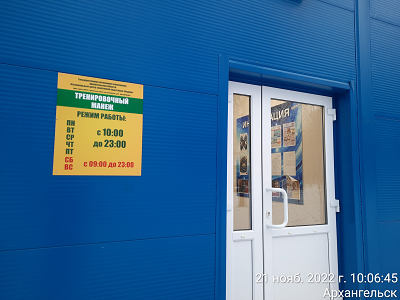 ТРЕНИРОВОЧНЫЙ
МАНЕЖ
РЕЖИМ РАБОТЫ:
ПН
ВТ
СР
ЧТ
ПТ
с 10:00
до 23:00
СБ
ВС
с 09:00 до 23:00
21 нояб. 2022 г. 10:06:45
Архангельск